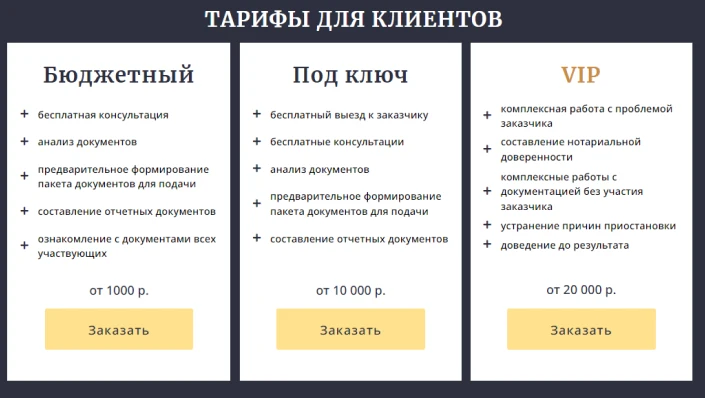 ТАРИФЫ ДЛЯ КЛИЕНТОВ
Бюджетный
+ бесплатная консультация
+ анализ документов
+ предварительное формирование
пакета документов для подачи
+ составление отчетных документов
+ ознакомление с документами всех
участвующих
от 1000 р.
Заказать
Под ключ
+ бесплатный выезд к заказчику
+ бесплатные консультации
+ анализ документов
+ предварительное формирование
пакета документов для подачи
+ составление отчетных документов
от 10 000 р.
Заказать
VIP
+ комплексная работа с проблемой
заказчика
+ составление нотариальной
доверенности
+ комплексные работы с
документацией без участия
заказчика
+ устранение причин приостановки
+ доведение до результата
от 20 000 р.
Заказать